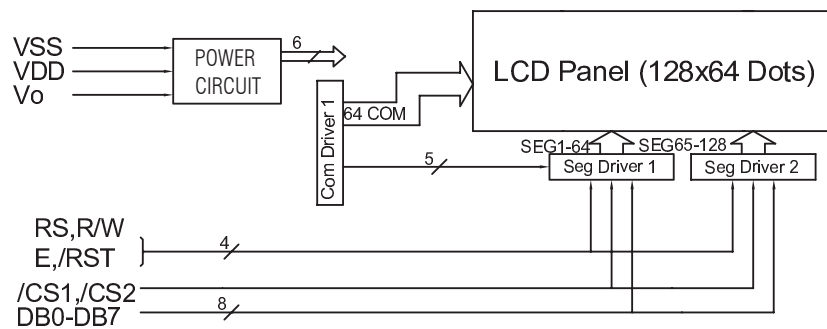 VSS
VDD
Vo
POWER
CIRCUIT
6
Com Driver 1
64 COM
LCD Panel (128x64 Dots)
SEG1-64
SEG65-128
5
Seg Driver 1
Seg Driver 2
RS,R/W
E,/RST
4
/CS1,/CS2
DB0-DB7
8